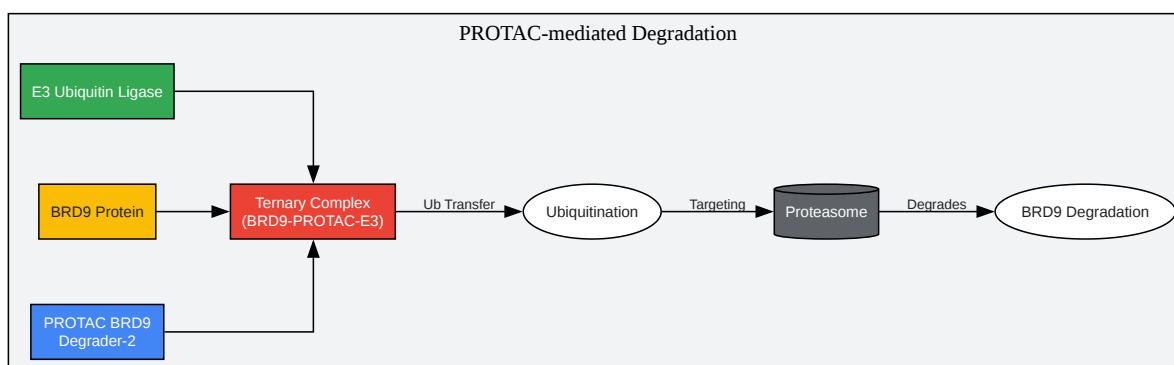 PROTAC-mediated Degradation
E3 Ubiquitin Ligase
BRD9 Protein
PROTAC BRD9
Degrader-2
Ternary Complex
(BRD9-PROTAC-E3)
Ub Transfer
Ubiquitination
Targeting
Proteasome
Degrades
BRD9 Degradation